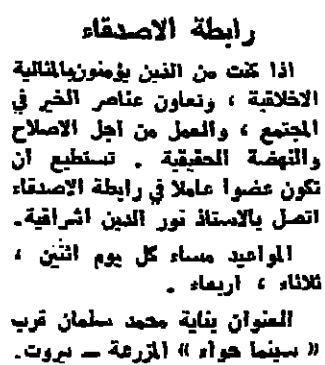 رابطة الاصدقاء
اذا كنت من الذين يؤمنون بالمثالية
الاخلاقية ، وتعاون عناصر الخير في
المجتمع ، والعمل من اجل الاصلاح
والنهضة الحقيقية . تستطيع ان
تكون عضوا عاملا في رابطة الاصدقاء
اتصل بالاستاذ نور الدين اشراقية.
المواعيد مساء كل يوم اثنين ،
ثلاثاء ، اربعاء .
العنوان بناية محمد سلمان قرب
« سينما حواء » المزرعة ــ بيروت.